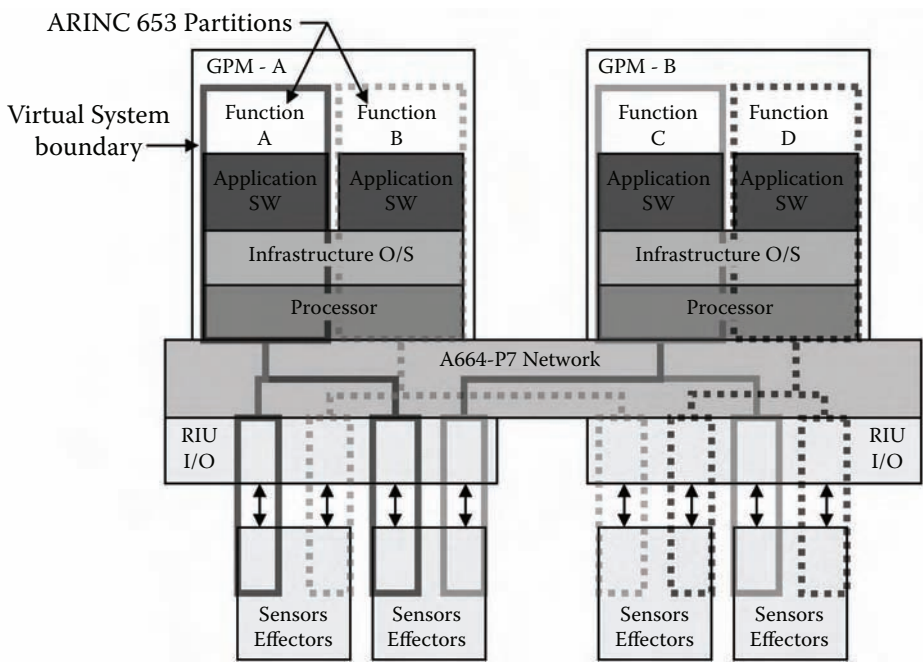 ARINC 653 Partitions
GPM - A
GPM - B
Virtual System
boundary
Function
A
Function
B
Function
C
Function
D
Application
SW
Application
SW
Application
SW
Application
SW
Infrastructure O/S
Infrastructure O/S
Processor
Processor
A664-P7 Network
RIU
I/O
RIU
I/O
Sensors
Effectors
Sensors
Effectors
Sensors
Effectors
Sensors
Effectors